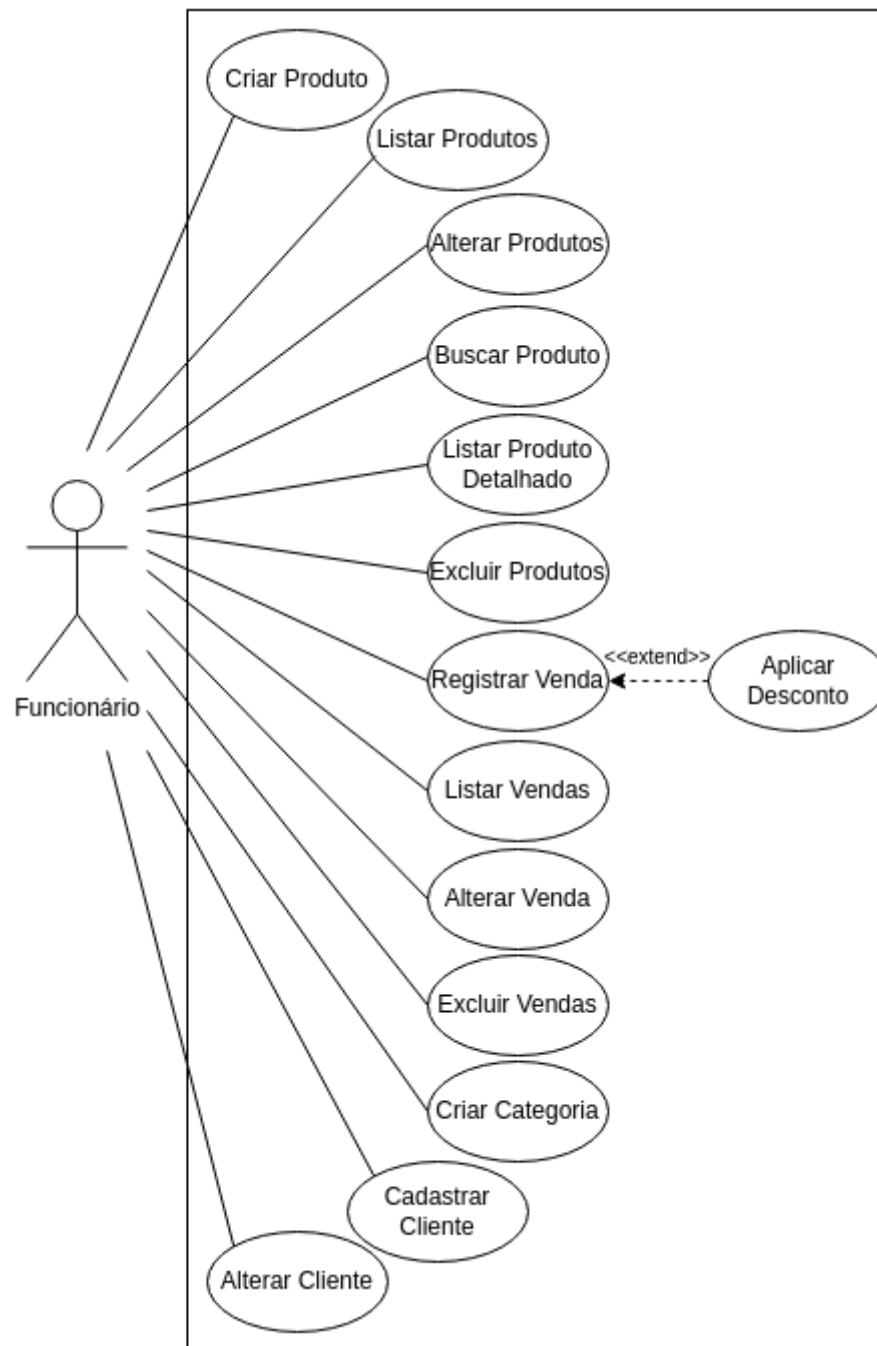 Criar Produto
Listar Produtos
Alterar Produtos
Buscar Produto
Listar Produto
Detalhado
Excluir Produtos
Registrar Venda
<<extend>>
Aplicar
Desconto
Funcionário
Listar Vendas
Alterar Venda
Excluir Vendas
Criar Categoria
Cadastrar
Cliente
Alterar Cliente